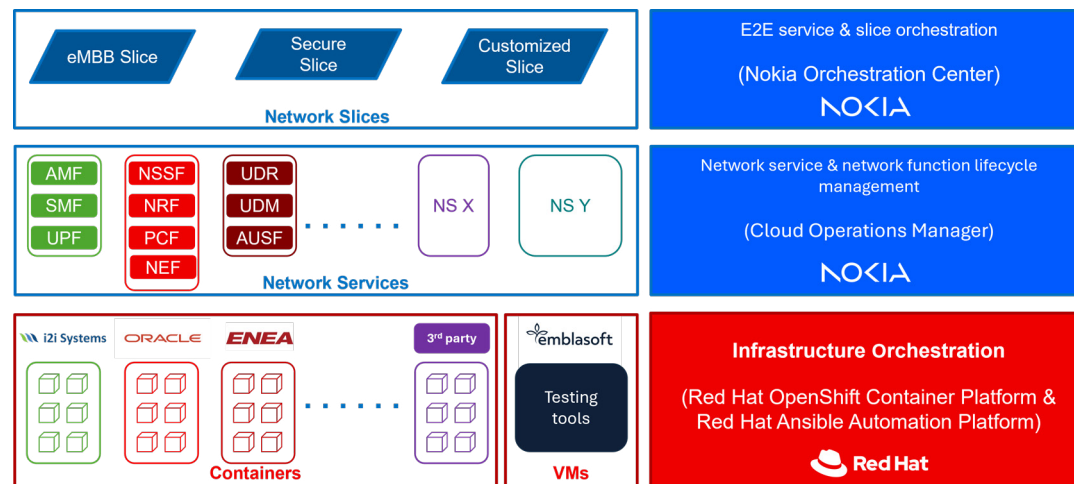 eMBB Slice
Secure
Slice
Customized
Slice
Network Slices
E2E service & slice orchestration
(Nokia Orchestration Center)
NOKIA
AMF
SMF
UPF
NSSF
NRF
PCF
NEF
UDR
UDM
AUSF
NS X
NS Y
Network Services
Network service & network function lifecycle
management
(Cloud Operations Manager)
NOKIA
i2i Systems
ORACLE
ENEA
3rd party
emblasoft
Testing
tools
Containers
VMs
Infrastructure Orchestration
(Red Hat OpenShift Container Platform &
Red Hat Ansible Automation Platform)
Red Hat